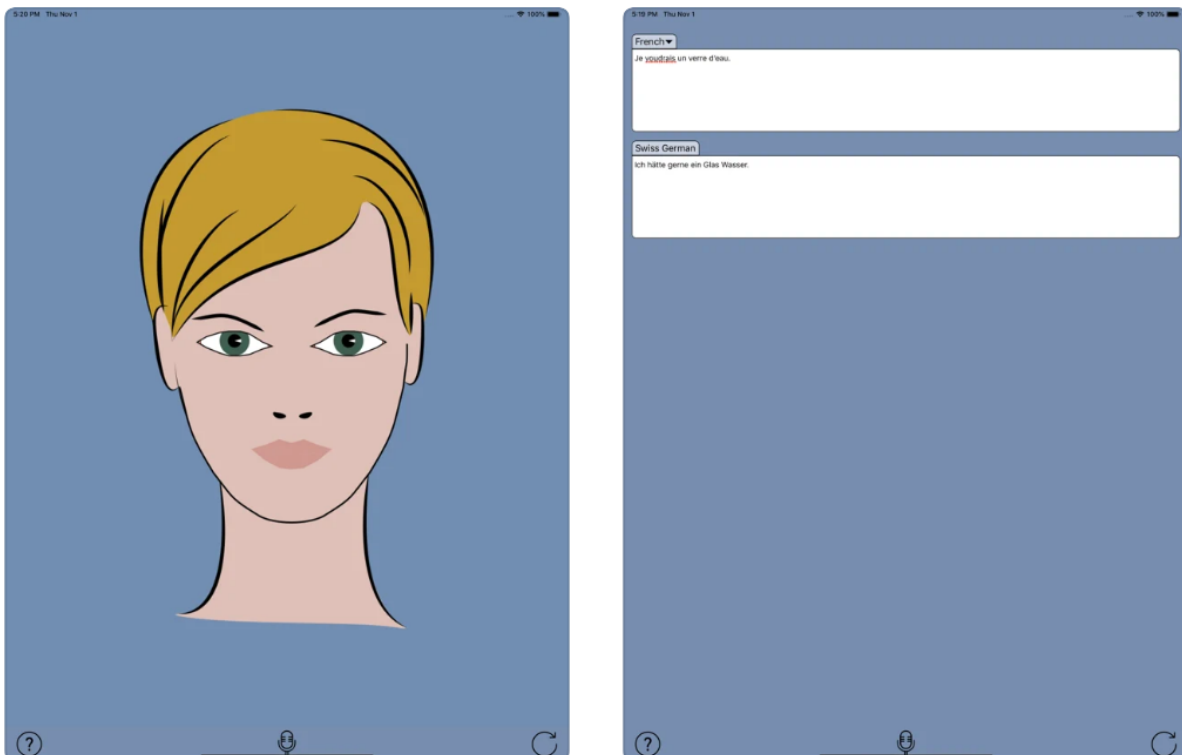 5:28 PM Thu Nov 1
100%
?
5:19 PM Thu Nov 1
100%
French
Je voudrais un verre d'eau.
Swiss German
Ich hätte gerne ein Glas Wasser.
?